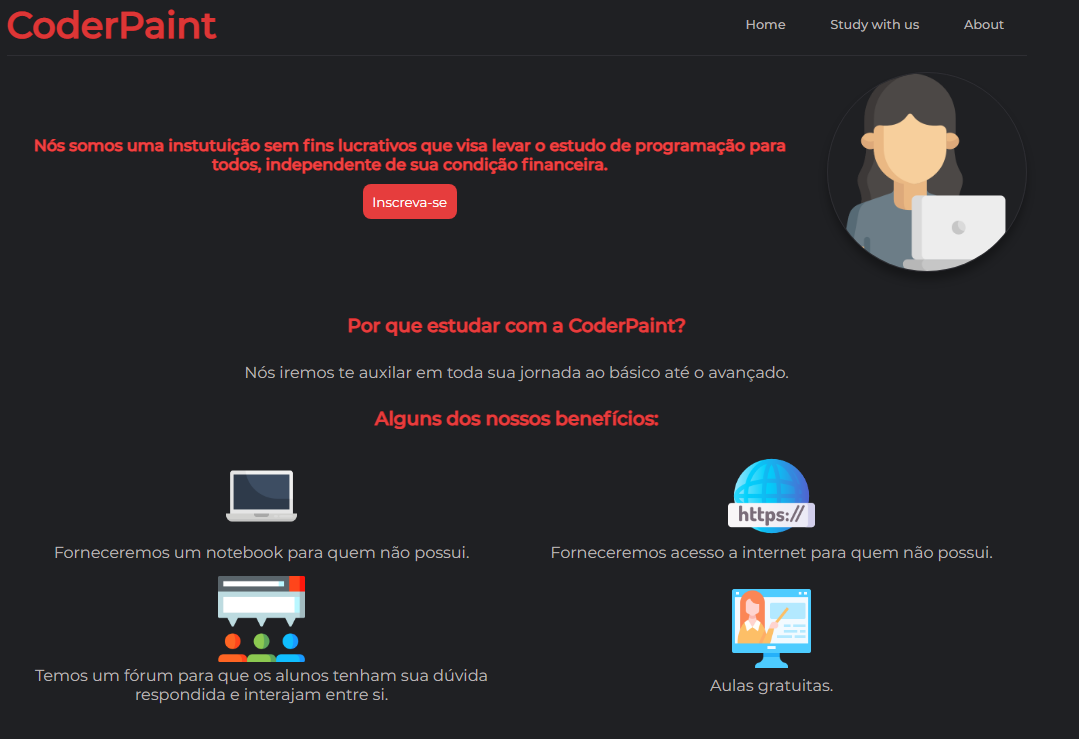 CoderPaint
Home
Study with us
About
Nós somos uma instutuição sem fins lucrativos que visa levar o estudo de programação para
todos, independente de sua condição financeira.
Inscreva-se
Por que estudar com a CoderPaint?
Nós iremos te auxilar em toda sua jornada ao básico até o avançado.
Alguns dos nossos benefícios:
https://
Forneceremos um notebook para quem não possui.
Forneceremos acesso a internet para quem não possui.
Temos um fórum para que os alunos tenham sua dúvida
respondida e interajam entre si.
Aulas gratuitas.